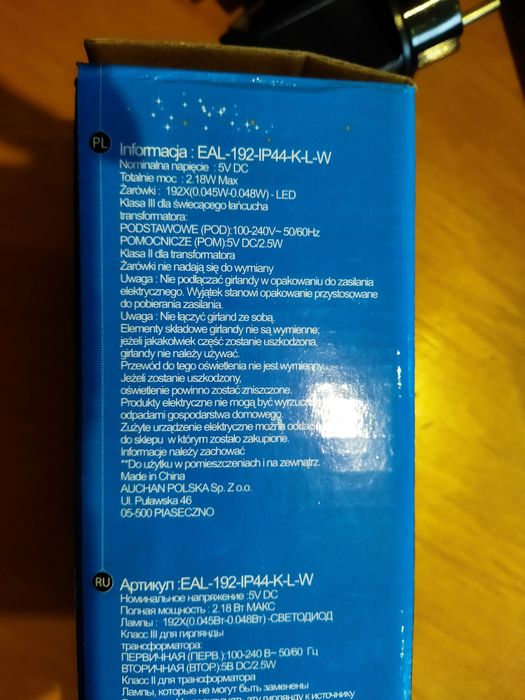 PL
Informacja : EAL-192-IP44-K-L-W
Nominalna napięcie : 5V DC
Totalnie moc : 2.18W Max
Żarówki : 192X(0.045W-0.048W) - LED
Klasa III dla świecącego łańcucha
transformatora:
PODSTAWOWE (POD):100-240V~ 50/60Hz
POMOCNICZE (POM):5V DC/2.5W
Klasa II dla transformatora
Żarówki nie nadają się do wymiany
Uwaga : Nie podłączać girlandy w opakowaniu do zasilania
elektrycznego. Wyjątek stanowi opakowanie przystosowane
do pobierania zasilania.
Uwaga : Nie łączyć girland ze sobą.
Elementy składowe girlandy nie są wymienne;
jeżeli jakakolwiek część zostanie uszkodzona,
girlandy nie należy używać.
Przewód do tego oświetlenia nie jest wymienny.
Jeżeli zostanie uszkodzony,
oświetlenie powinno zostać zniszczone.
Produkty elektryczne nie mogą być wyrzucane
odpadami gospodarstwa domowego.
Zużyte urządzenie elektryczne można oddać
do sklepu w którym zostało zakupione.
Informacje należy zachować
**Do użytku w pomieszczeniach i na zewnątrz.
Made in China
AUCHAN POLSKA Sp. Z o.o.
Ul. Puławska 46
05-500 PIASECZNO
RU
Артикул :EAL-192-IP44-K-L-W
Номинальное напряжение :5V DC
Полная мощность : 2.18 Вт МАКС
Лампы : 192X(0.045Вт-0.048Вт) -СВЕТОДИОД
Класс III для гирлянды
трансформатора:
ПЕРВИЧНАЯ (ПЕРВ.):100-240 В~ 50/60 Гц
ВТОРИЧНАЯ (ВТОР):5В DC/2.5W
Класс II для трансформатора
Лампы, которые не могут быть заменены
эту гирлянду к источнику